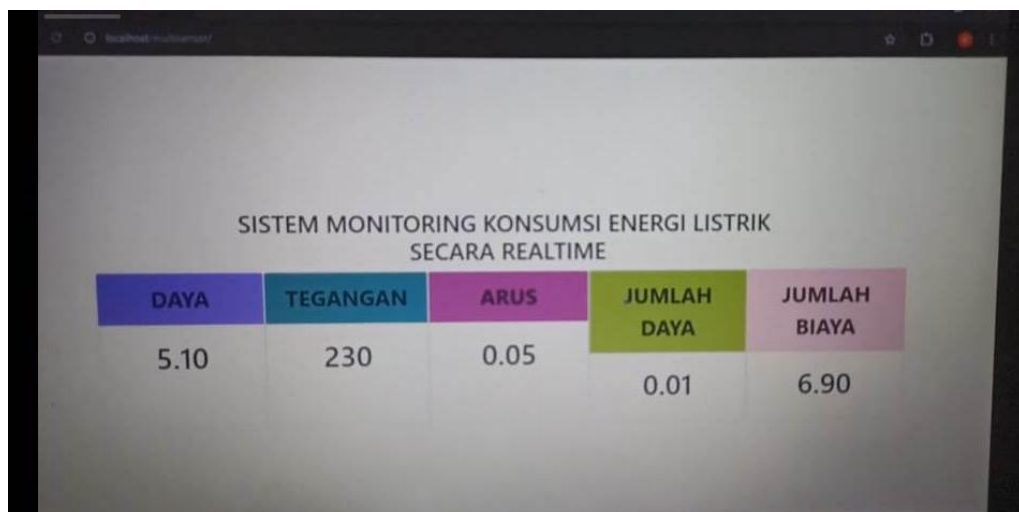 localhost
SISTEM MONITORING KONSUMSI ENERGI LISTRIK
SECARA REALTIME
DAYA TEGANGAN ARUS JUMLAH DAYA JUMLAH BIAYA
5.10 230 0.05 0.01 6.90